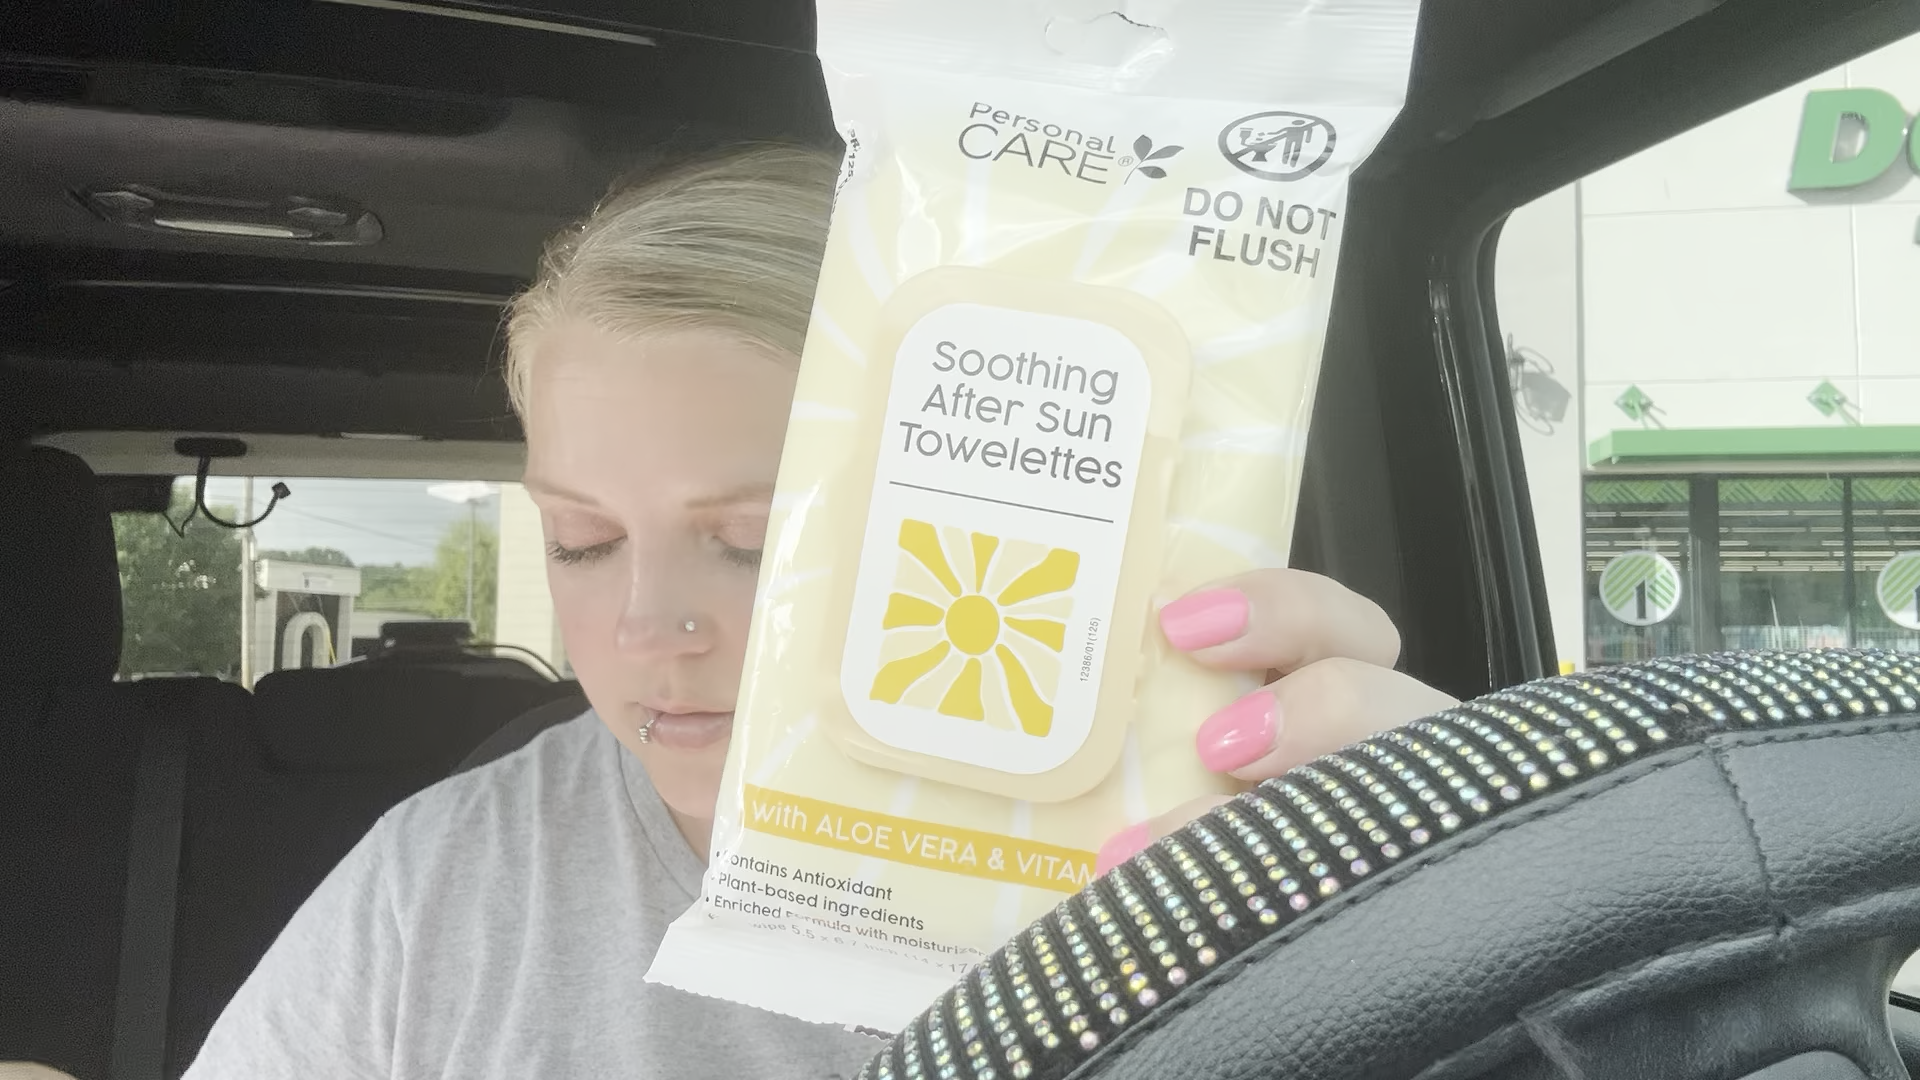 Personal
CARE®
DO NOT
FLUSH
Soothing
After Sun
Towelettes
12386/01(125)
with ALOE VERA & VITAM
• Contains Antioxidant
• Plant-based ingredients
• Enriched Formula with moisturize
D
1